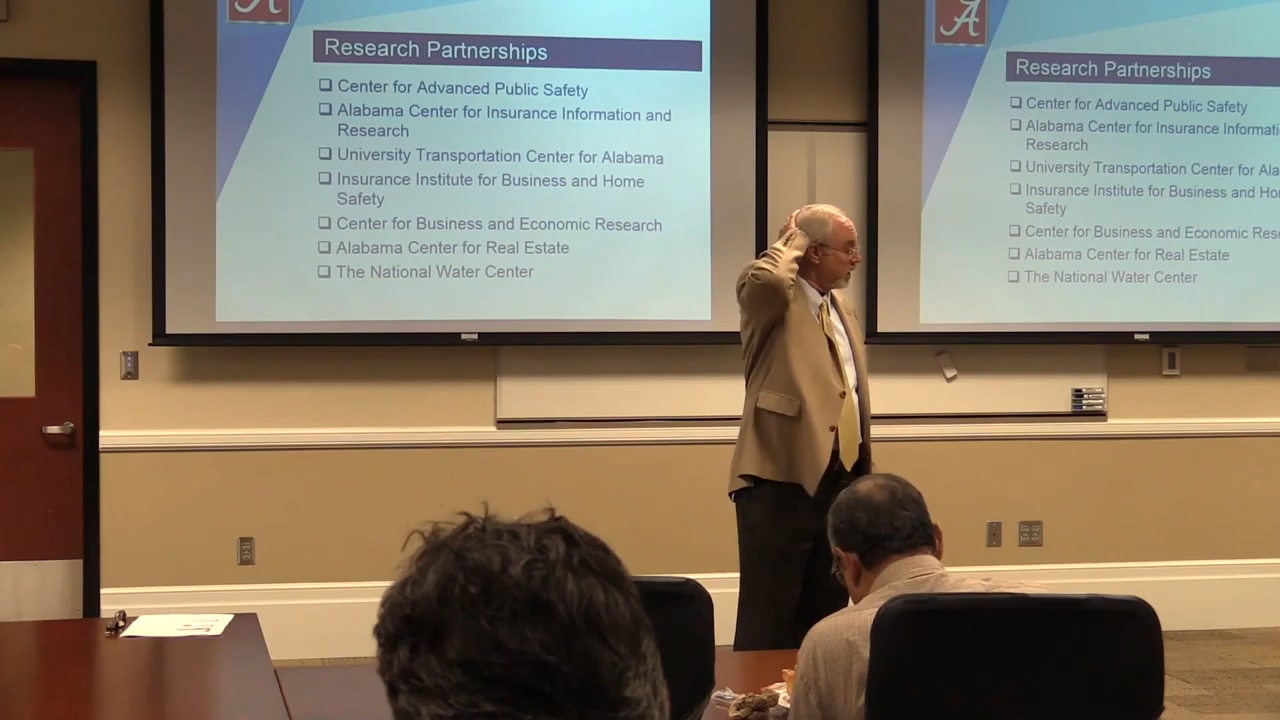 A
Research Partnerships
Center for Advanced Public Safety
Alabama Center for Insurance Information and
Research
University Transportation Center for Alabama
Insurance Institute for Business and Home
Safety
Center for Business and Economic Research
Alabama Center for Real Estate
The National Water Center
A
Research Partnerships
Center for Advanced Public Safety
Alabama Center for Insurance Informati
Research
University Transportation Center for Ala
Insurance Institute for Business and Ho
Safety
Center for Business and Economic Res
Alabama Center for Real Estate
The National Water Center